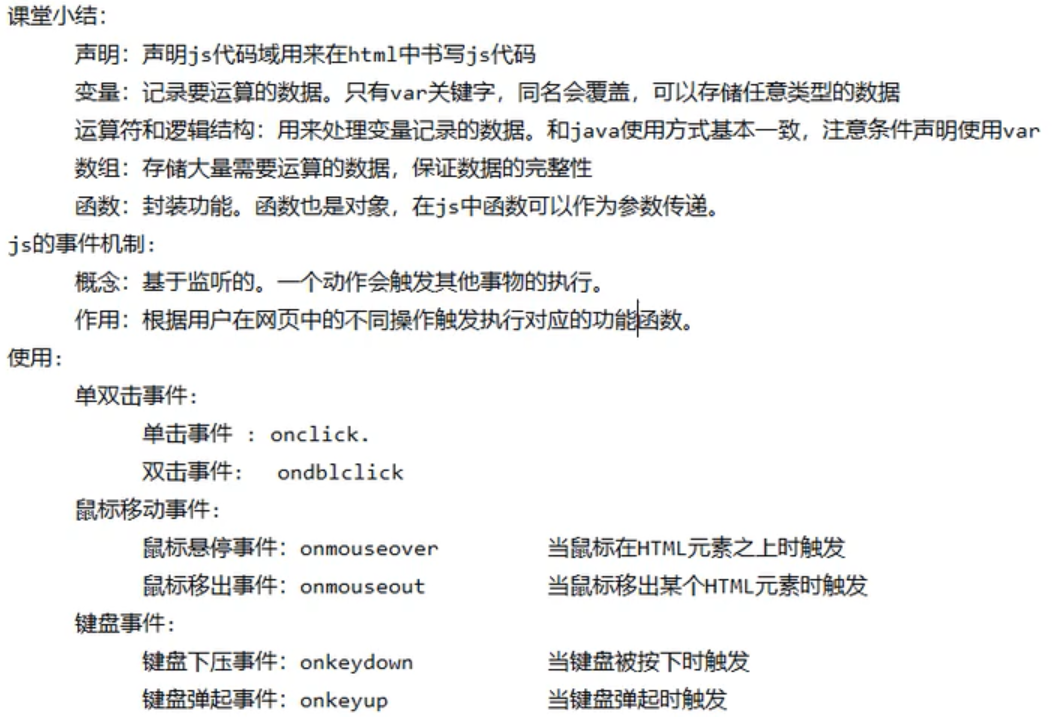 课堂小结：
声明：声明js代码域用来在html中书写js代码
变量：记录要运算的数据。只有var关键字，同名会覆盖，可以存储任意类型的数据
运算符和逻辑结构：用来处理变量记录的数据。和java使用方式基本一致，注意条件声明使用var
数组：存储大量需要运算的数据，保证数据的完整性
函数：封装功能。函数也是对象，在js中函数可以作为参数传递。
js的事件机制：
概念：基于监听的。一个动作会触发其他事物的执行。
作用：根据用户在网页中的不同操作触发执行对应的功能函数。
使用：
单双击事件：
单击事件 : onclick.
双击事件： ondblclick
鼠标移动事件：
鼠标悬停事件：onmouseover 当鼠标在HTML元素之上时触发
鼠标移出事件：onmouseout 当鼠标移出某个HTML元素时触发
键盘事件：
键盘下压事件：onkeydown 当键盘被按下时触发
键盘弹起事件：onkeyup 当键盘弹起时触发